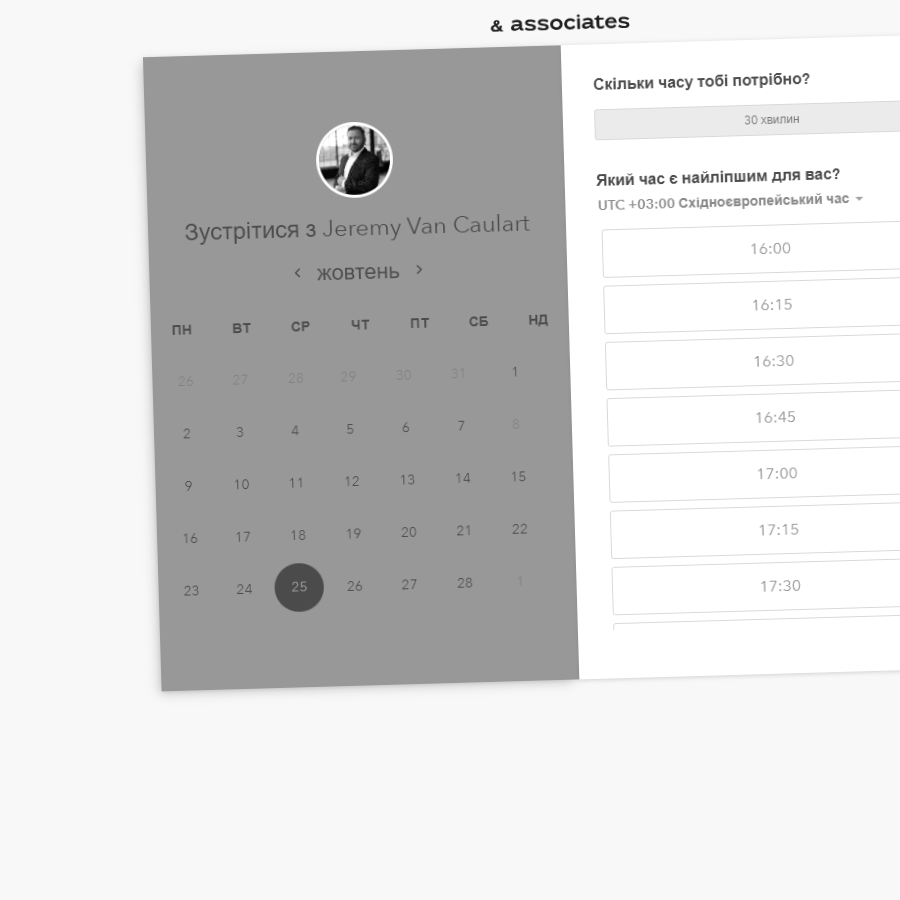 & associates
Зустрітися з Jeremy Van Caulart
жовтень
ПН ВТ СР ЧТ ПТ СБ НД
26 27 28 29 30 31 1
2 3 4 5 6 7 8
9 10 11 12 13 14 15
16 17 18 19 20 21 22
23 24 25 26 27 28 1
Скільки часу тобі потрібно?
30 хвилин
Який час є найліпшим для вас?
UTC +03:00 Східноєвропейський час
16:00
16:15
16:30
16:45
17:00
17:15
17:30